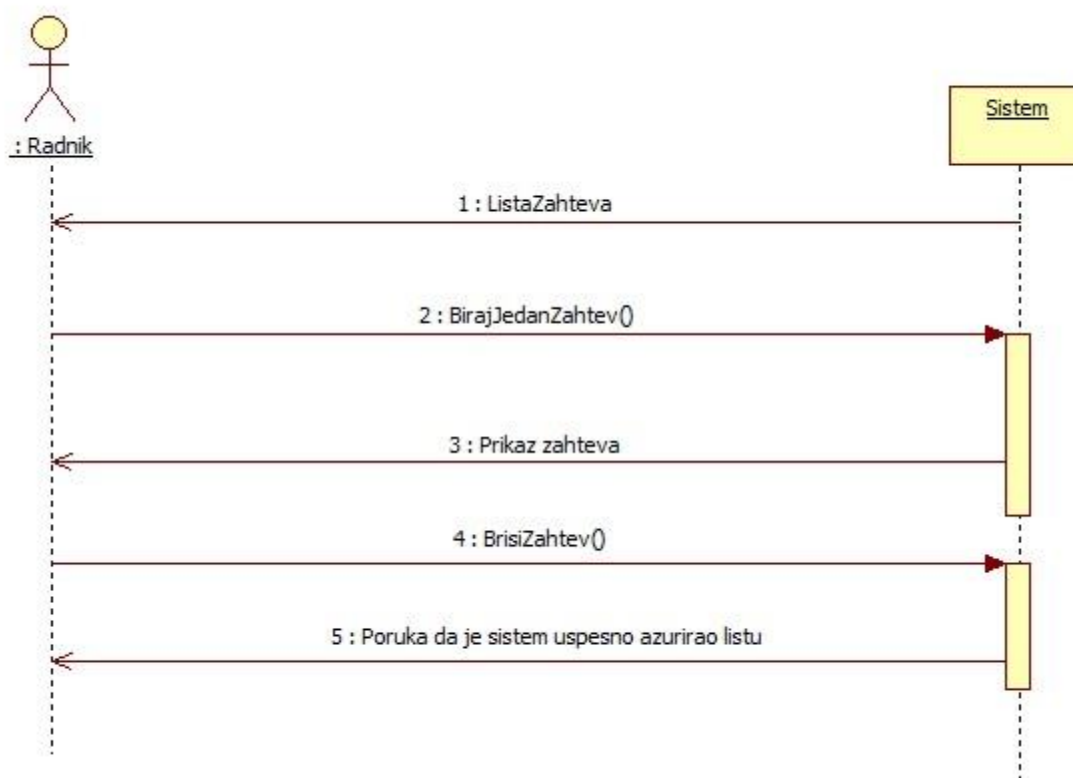 : Radnik
Sistem
1 : ListaZahteva
2 : BirajJedanZahtev()
3 : Prikaz zahteva
4 : BrisiZahtev()
5 : Poruka da je sistem uspesno azurirao listu